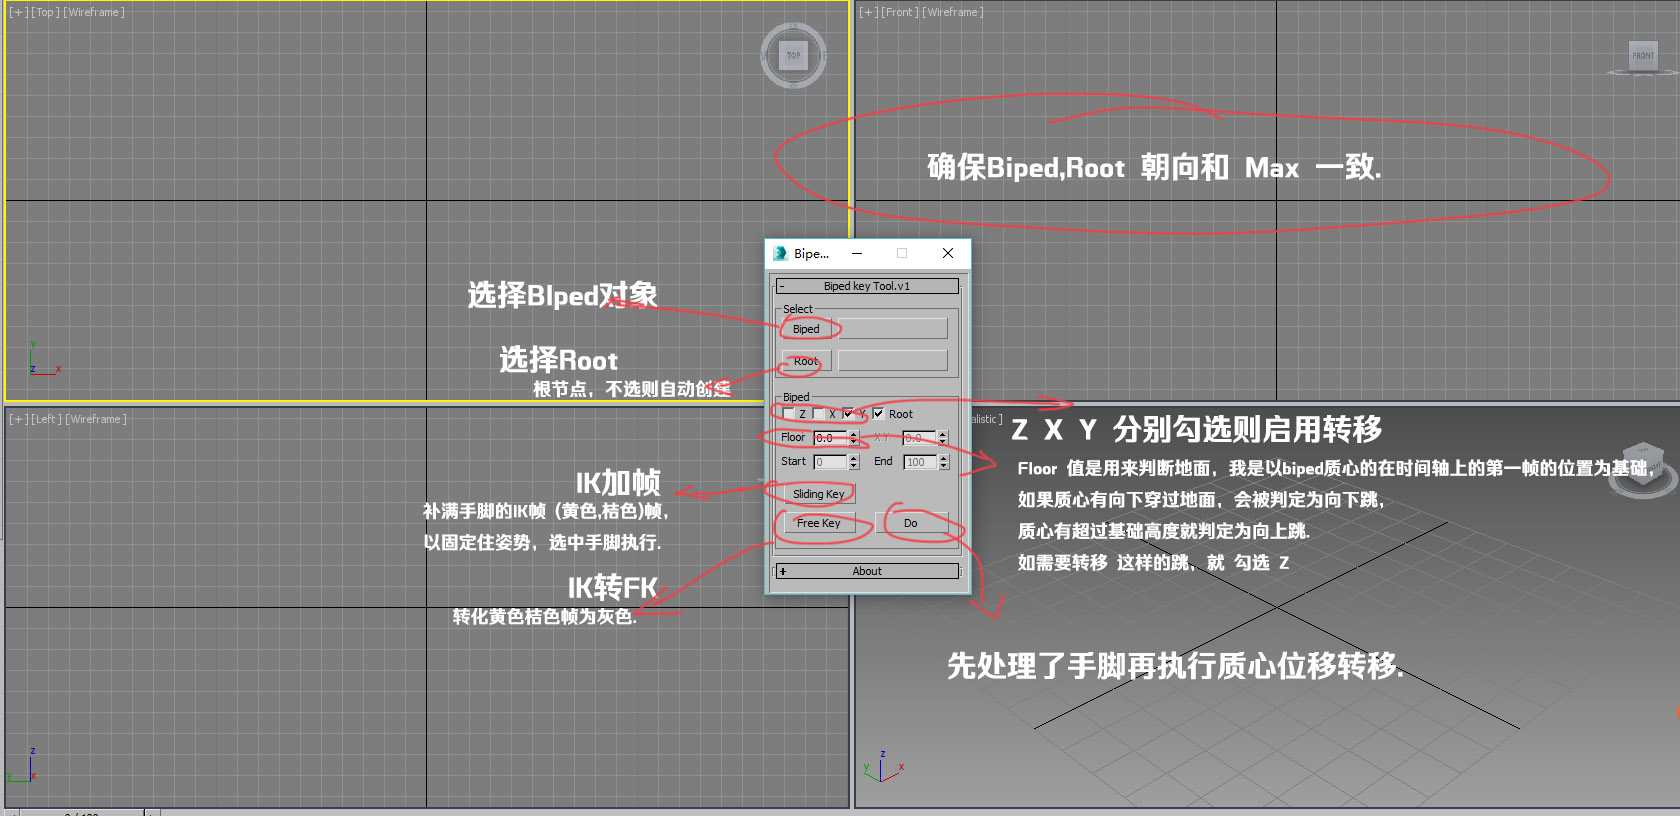 [+] [Top] [Wireframe]
TOP
[+] [Front] [Wireframe]
FRONT
确保Biped,Root 朝向和 Max 一致.
选择BIped对象
选择Root
根节点，不选则自动创建
y
z
x
Bipe...
Biped key Tool.v1
Select
Biped
Root
Biped
Z X Y Root
Floor 0.0 X Y 0.0
Start 0 End 100
Sliding Key
Free Key Do
About
[+] [Left] [Wireframe]
IK加帧
补满手脚的IK帧 (黄色,桔色)帧，
以固定住姿势，选中手脚执行.
IK转FK
转化黄色桔色帧为灰色.
z
y
x
alistic ]
Z X Y 分别勾选则启用转移
Floor 值是用来判断地面，我是以biped质心的在时间轴上的第一帧的位置为基础，
如果质心有向下穿过地面，会被判定为向下跳，
质心有超过基础高度就判定为向上跳.
如需要转移 这样的跳，就 勾选 Z
先处理了手脚再执行质心位移转移.
z
y
x